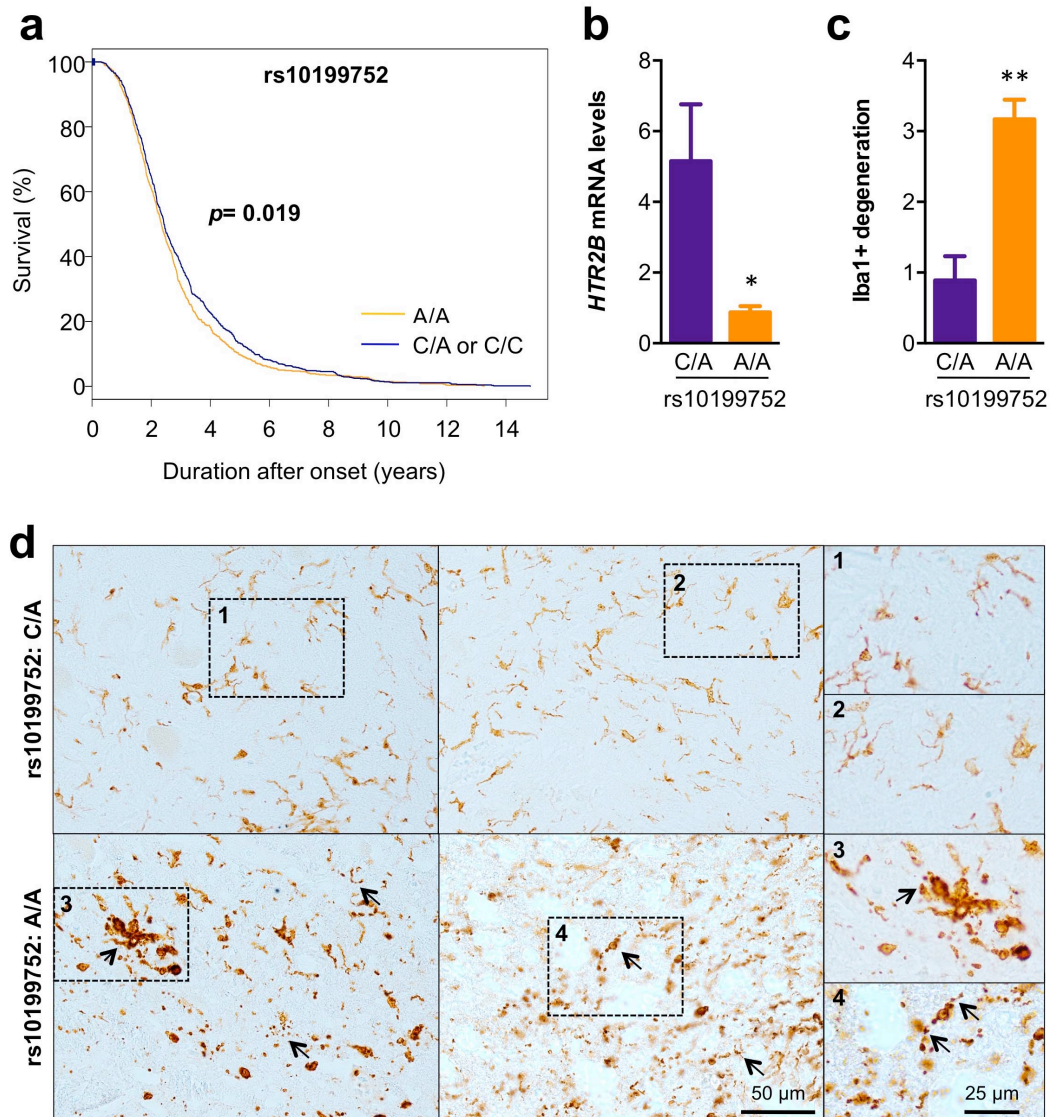 a
rs10199752
p= 0.019
Survival (%)
100
80
60
40
20
0
A/A
C/A or C/C
0 2 4 6 8 10 12 14
Duration after onset (years)
b
HTR2B mRNA levels
8
6
4
2
0
*
C/A A/A
rs10199752
c
Iba1+ degeneration
4
3
2
1
0
**
C/A A/A
rs10199752
d
rs10199752: C/A
1
2
1
2
rs10199752: A/A
3
4
50 µm
3
4
25 µm